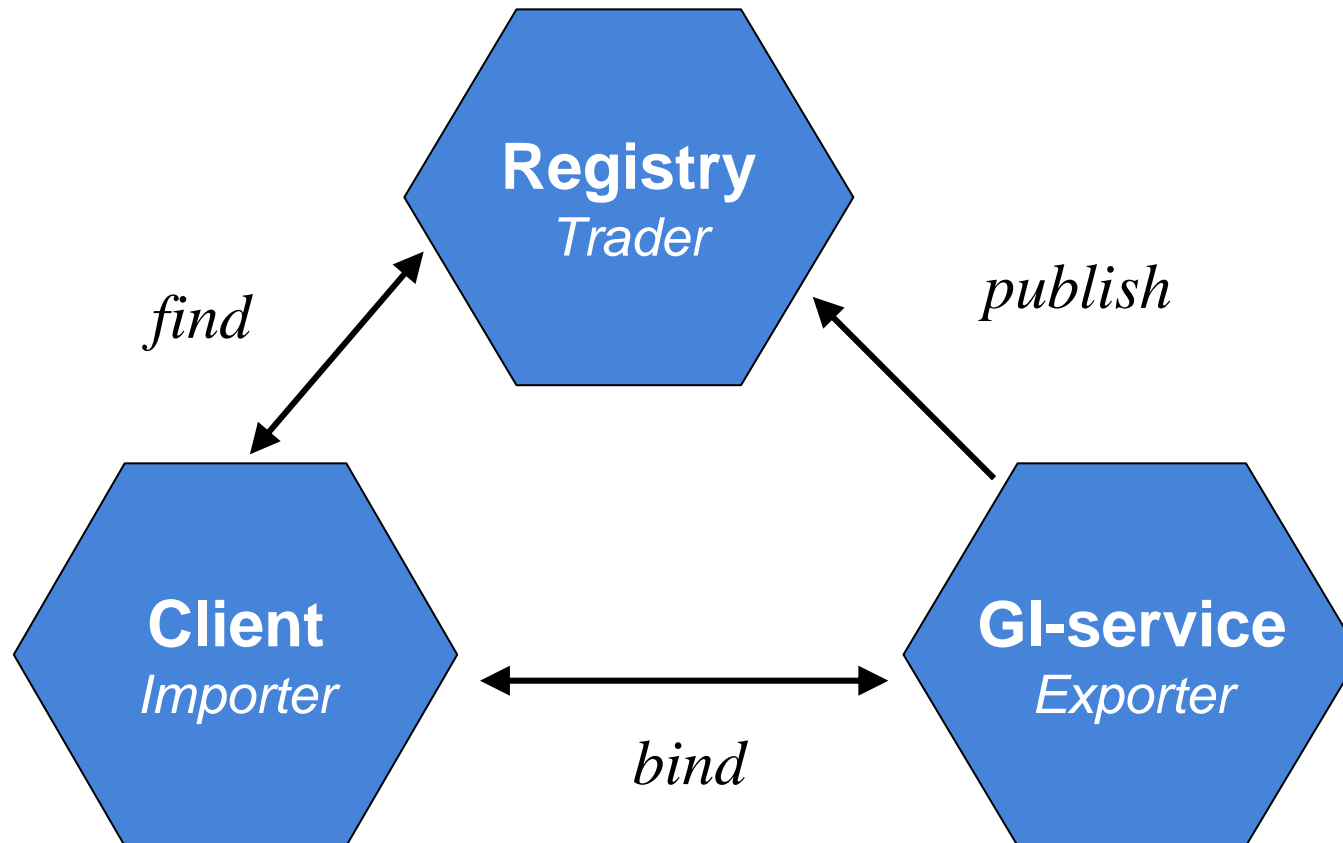 Registry
Trader
find
publish
Client
Importer
GI-service
Exporter
bind